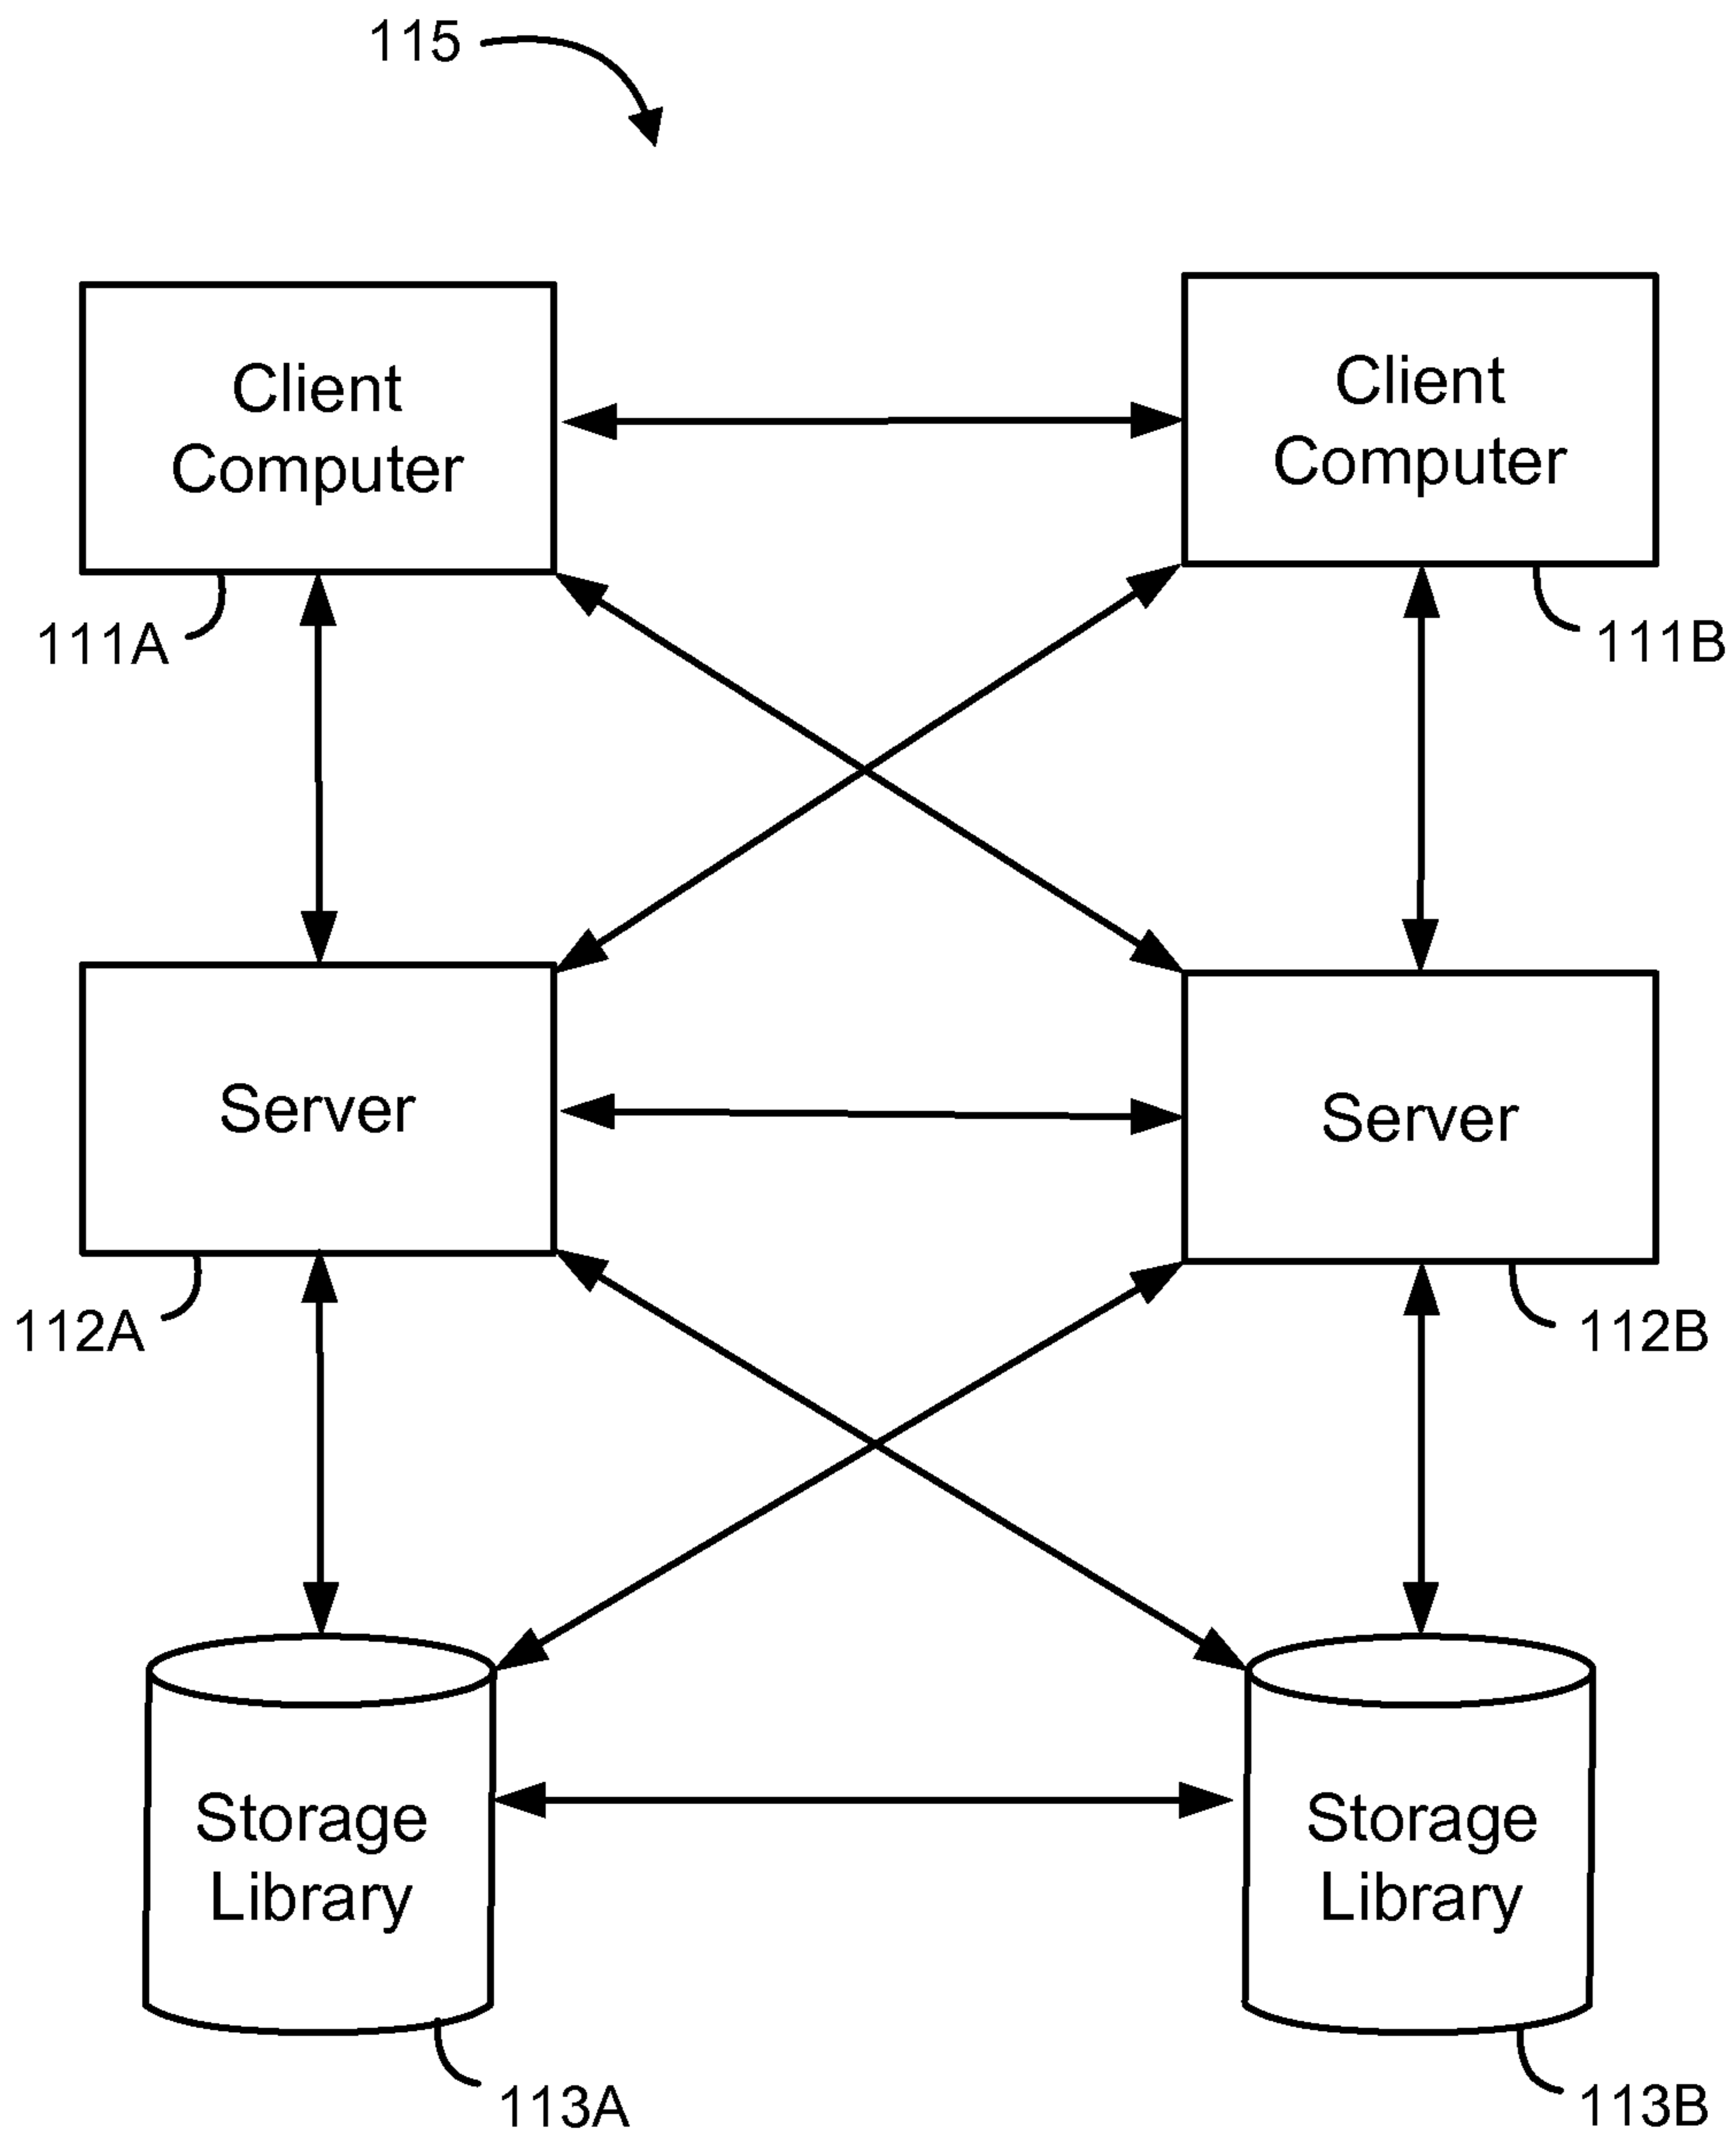 115
Client
Computer
Client
Computer
111A
111B
Server
Server
112A
112B
Storage
Library
Storage
Library
113A
113B